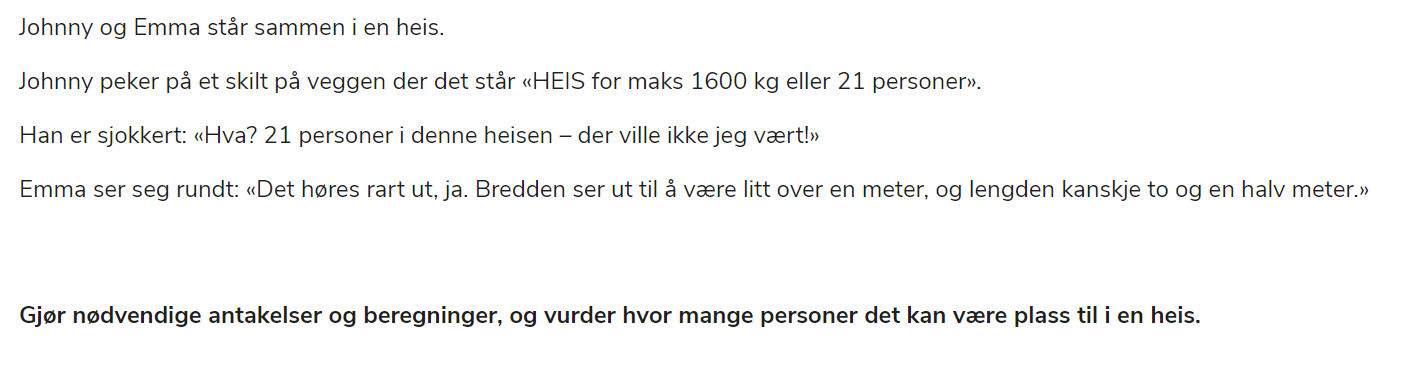 Johnny og Emma står sammen i en heis.
Johnny peker på et skilt på veggen der det står «HEIS for maks 1600 kg eller 21 personer».
Han er sjokkert: «Hva? 21 personer i denne heisen – der ville ikke jeg vært!»
Emma ser seg rundt: «Det høres rart ut, ja. Bredden ser ut til å være litt over en meter, og lengden kanskje to og en halv meter.»
Gjør nødvendige antakelser og beregninger, og vurder hvor mange personer det kan være plass til i en heis.